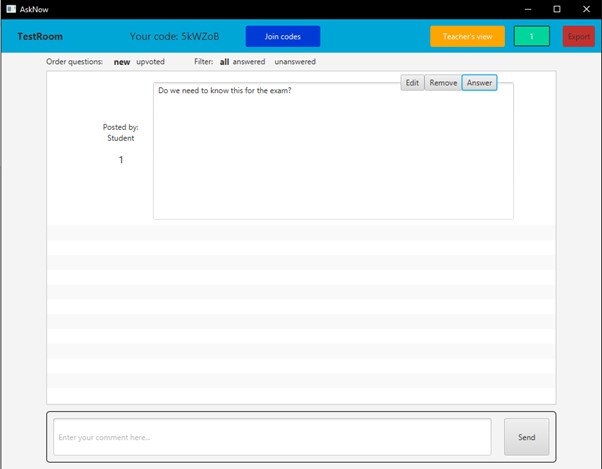 AskNow
TestRoom Your code: 5kWZoB Join codes Teacher's view 1 Export
Order questions: new upvoted Filter: all answered unanswered
Edit Remove Answer
Do we need to know this for the exam?
Posted by:
Student
1
Enter your comment here...
Send